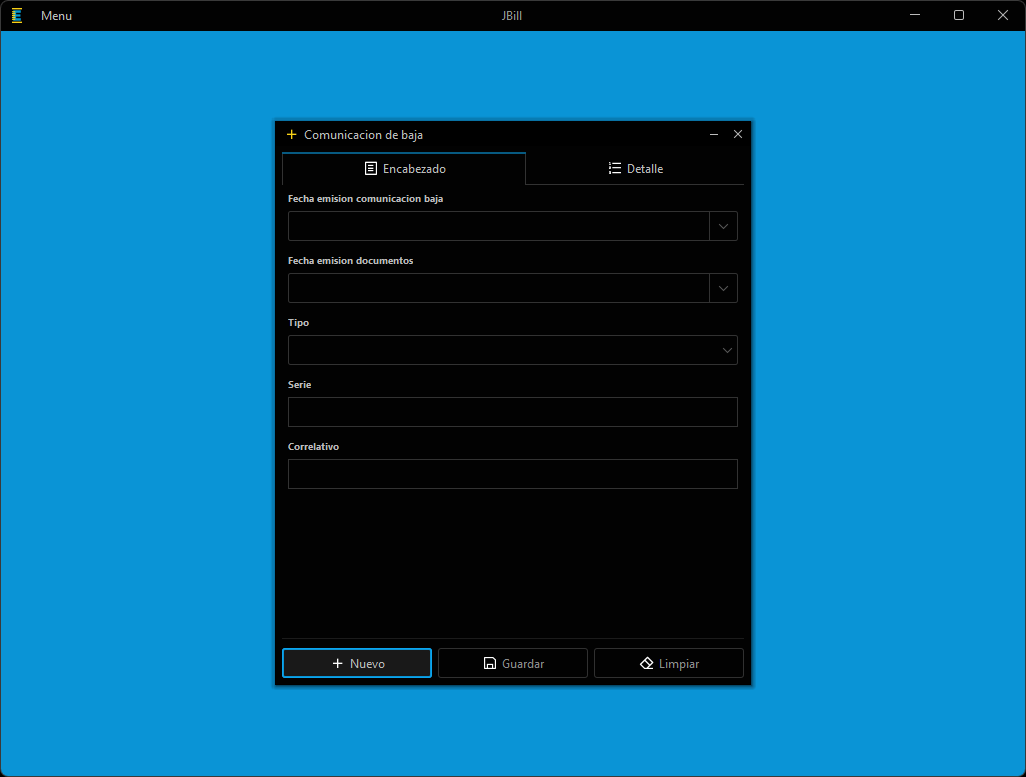 Menu
JBill
Comunicacion de baja
Encabezado
Detalle
Fecha emision comunicacion baja
Fecha emision documentos
Tipo
Serie
Correlativo
Nuevo
Guardar
Limpiar